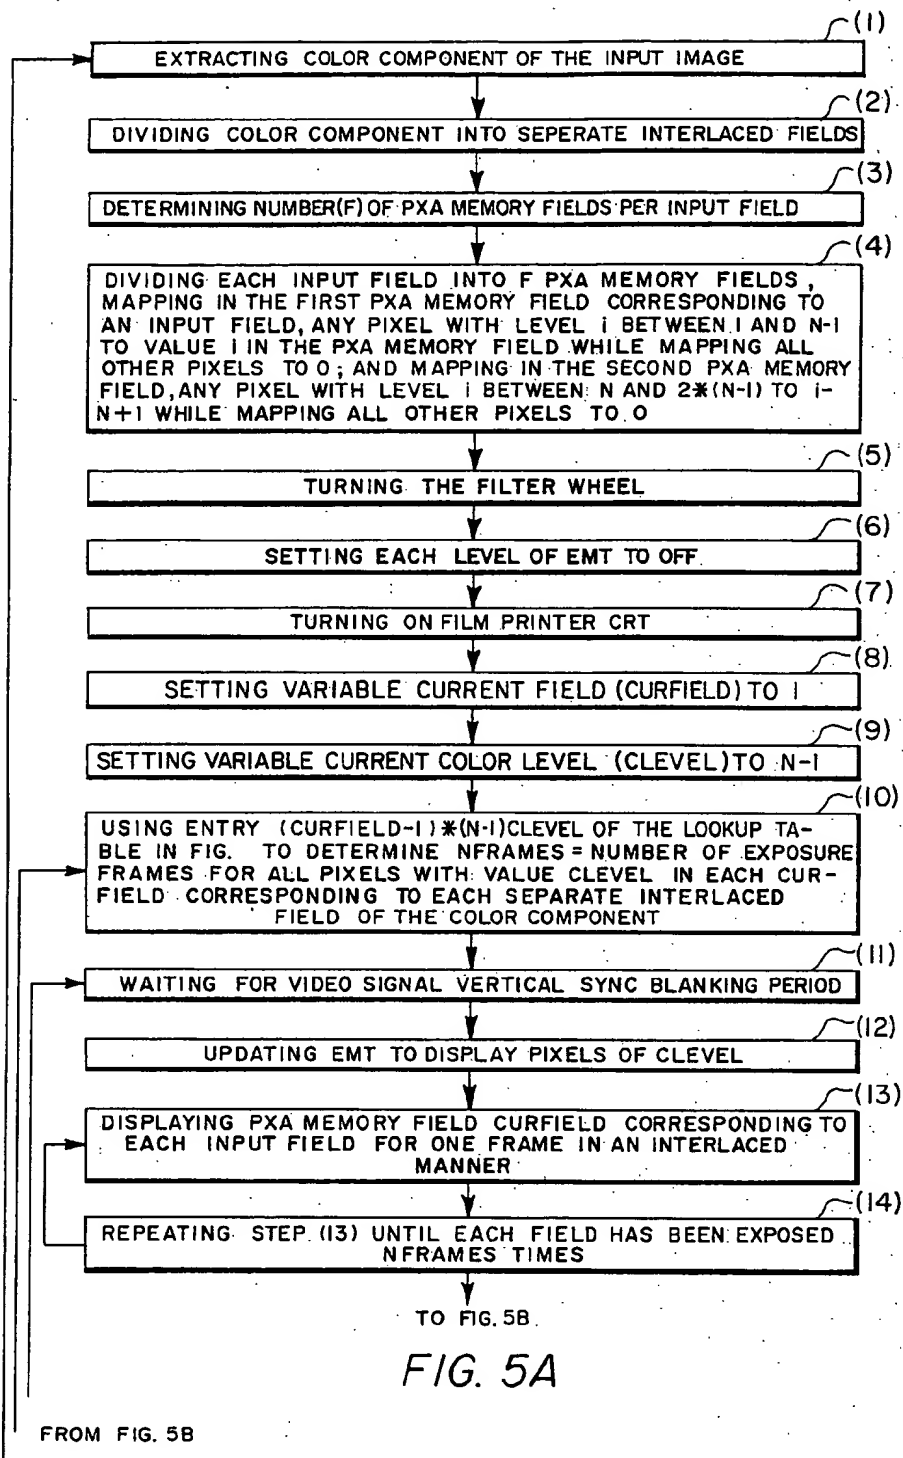 (1)
EXTRACTING COLOR COMPONENT OF THE INPUT IMAGE
(2)
DIVIDING COLOR COMPONENT INTO SEPERATE INTERLACED FIELDS
(3)
DETERMINING NUMBER(F) OF PXA MEMORY FIELDS PER INPUT FIELD
(4)
DIVIDING EACH INPUT FIELD INTO F PXA MEMORY FIELDS,
MAPPING IN THE FIRST PXA MEMORY FIELD CORRESPONDING TO
AN INPUT FIELD, ANY PIXEL WITH LEVEL i BETWEEN 1 AND N-1
TO VALUE i IN THE PXA MEMORY FIELD WHILE MAPPING ALL
OTHER PIXELS TO 0; AND MAPPING IN THE SECOND PXA MEMORY
FIELD, ANY PIXEL WITH LEVEL i BETWEEN N AND 2*(N-1) TO i-
N+1 WHILE MAPPING ALL OTHER PIXELS TO 0
(5)
TURNING THE FILTER WHEEL
(6)
SETTING EACH LEVEL OF EMT TO OFF
(7)
TURNING ON FILM PRINTER CRT
(8)
SETTING VARIABLE CURRENT FIELD (CURFIELD) TO 1
(9)
SETTING VARIABLE CURRENT COLOR LEVEL (CLEVEL) TO N-1
(10)
USING ENTRY (CURFIELD-1)*(N-1)CLEVEL OF THE LOOKUP TA-
BLE IN FIG. TO DETERMINE NFRAMES = NUMBER OF EXPOSURE
FRAMES FOR ALL PIXELS WITH VALUE CLEVEL IN EACH CUR-
FIELD CORRESPONDING TO EACH SEPARATE INTERLACED
FIELD OF THE COLOR COMPONENT
(11)
WAITING FOR VIDEO SIGNAL VERTICAL SYNC BLANKING PERIOD
(12)
UPDATING EMT TO DISPLAY PIXELS OF CLEVEL
(13)
DISPLAYING PXA MEMORY FIELD CURFIELD CORRESPONDING TO
EACH INPUT FIELD FOR ONE FRAME IN AN INTERLACED
MANNER
(14)
REPEATING STEP (13) UNTIL EACH FIELD HAS BEEN EXPOSED
NFRAMES TIMES
TO FIG. 5B
FIG. 5A
FROM FIG. 5B